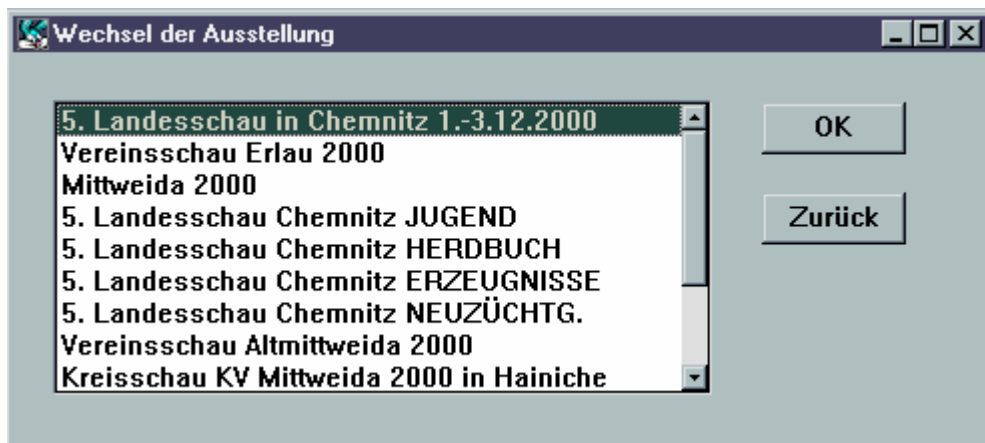 Wechsel der Ausstellung
5. Landesschau in Chemnitz 1.-3.12.2000
Vereinsschau Erlau 2000
Mittweida 2000
5. Landesschau Chemnitz JUGEND
5. Landesschau Chemnitz HERDBUCH
5. Landesschau Chemnitz ERZEUGNISSE
5. Landesschau Chemnitz NEUZÜCHTG.
Vereinsschau Altmittweida 2000
Kreisschau KV Mittweida 2000 in Hainiche
OK
Zurück